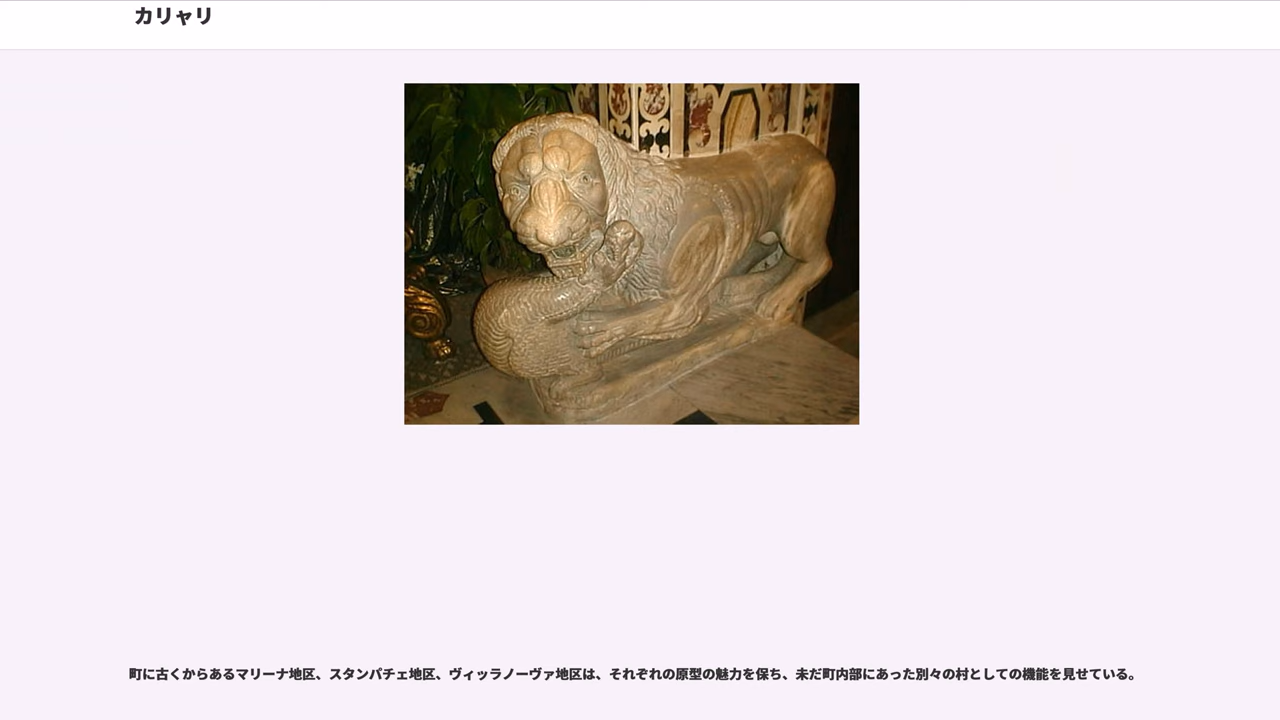 カリャリ
町に古くからあるマリーナ地区、スタンパチェ地区、ヴィッラノーヴァ地区は、それぞれの原型の魅力を保ち、未だ町内部にあった別々の村としての機能を見せている。